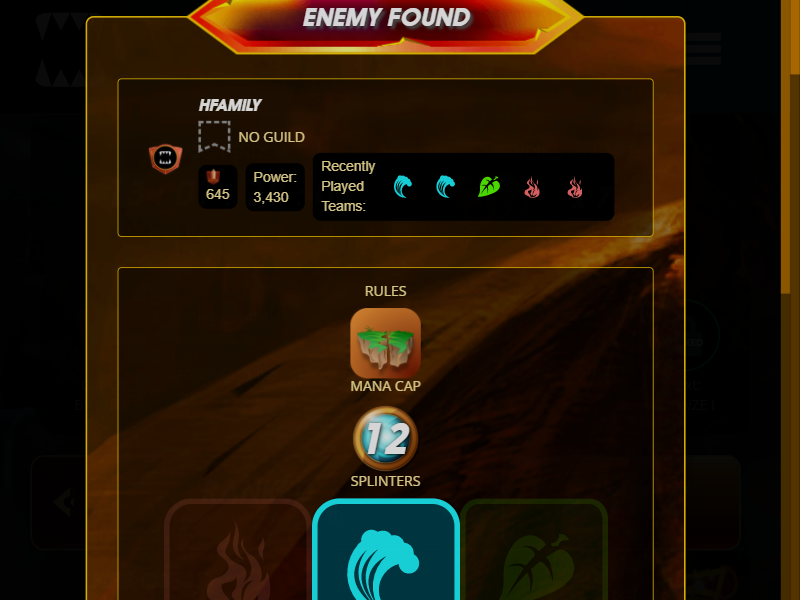 ENEMY FOUND
HFAMILY
NO GUILD
645
Power:
3,430
Recently
Played
Teams:
RULES
MANA CAP
12
SPLINTERS